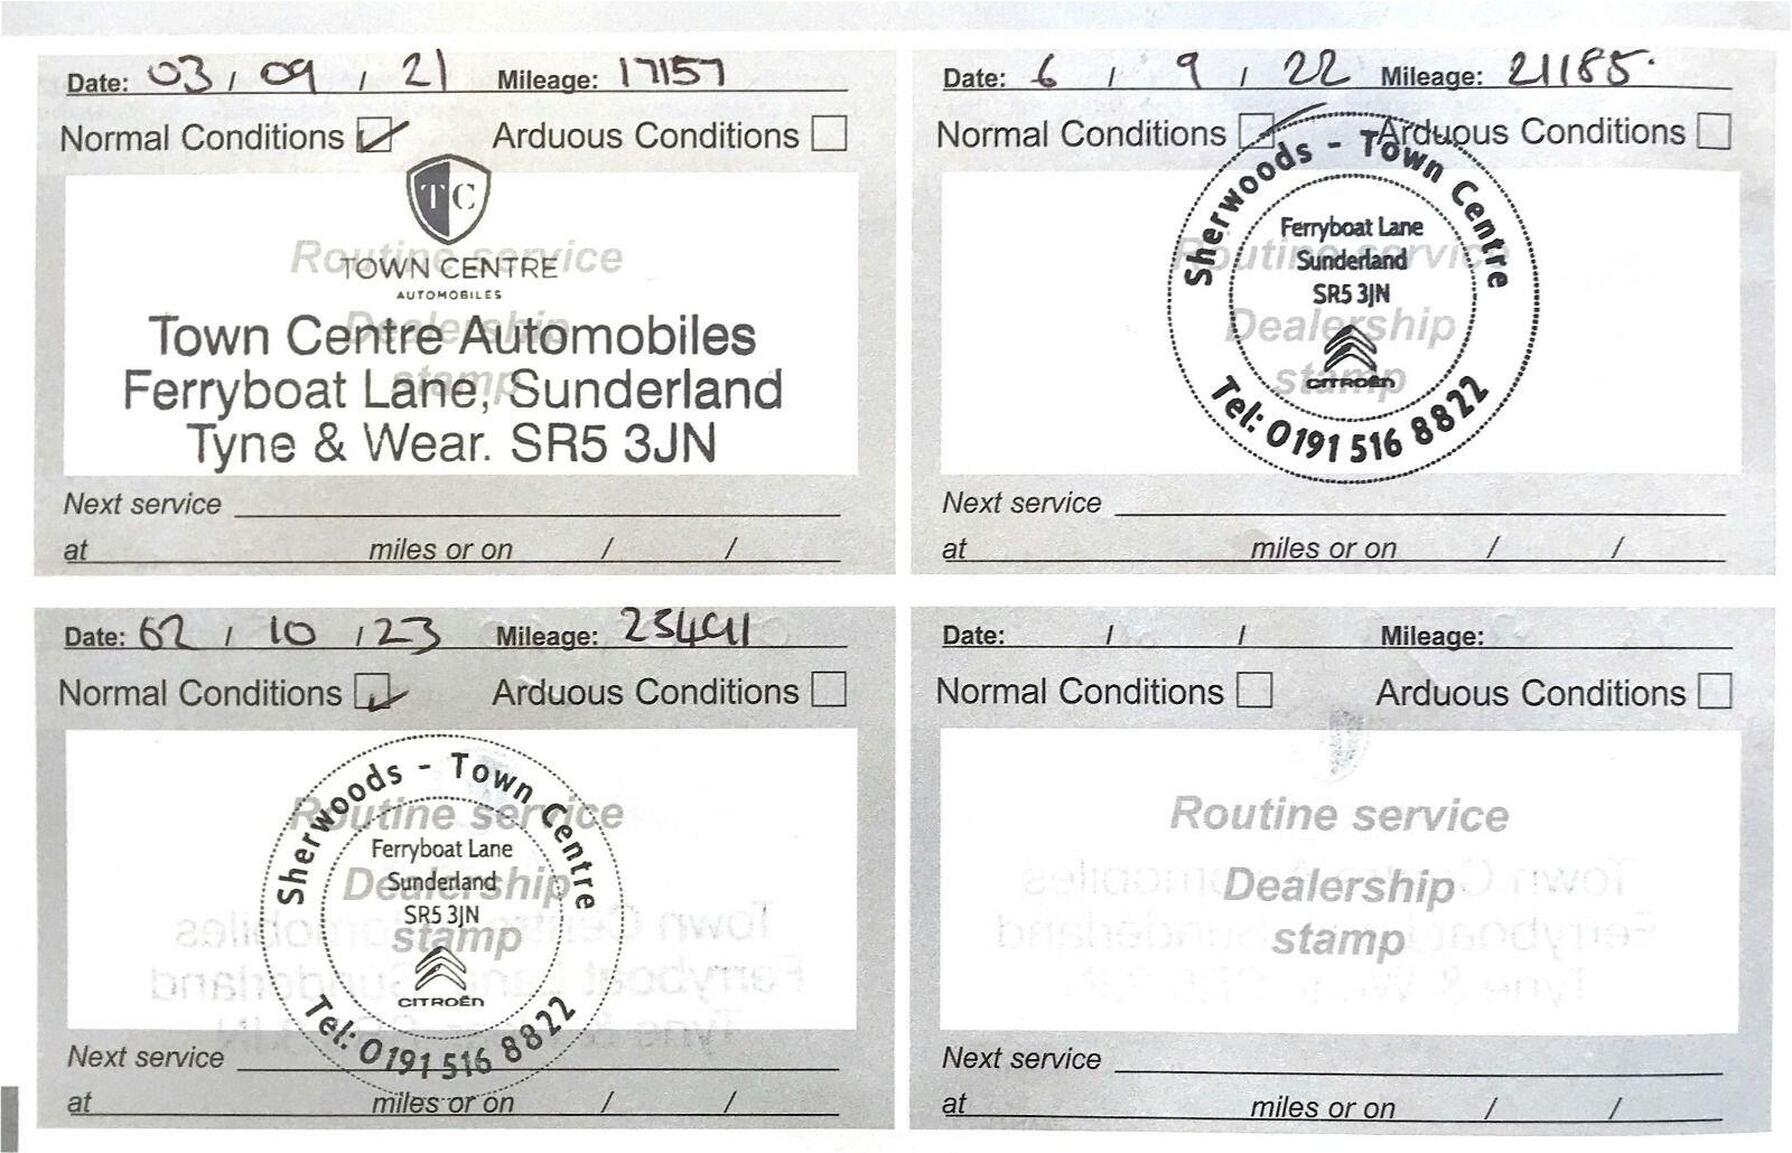 Date: 03 / 09 / 21 Mileage: 17157
Normal Conditions Arduous Conditions
TC
Routine service
TOWN CENTRE
AUTOMOBILES
Dealership
Town Centre Automobiles
stamp
Ferryboat Lane, Sunderland
Tyne & Wear. SR5 3JN
Next service
at miles or on / /
Date: 6 / 9 / 22 Mileage: 21185.
Normal Conditions Arduous Conditions
Sherwoods - Town Centre
Ferryboat Lane
Routine service
Sunderland
SR5 3JN
Dealership
stamp
CITROËN
Tel: 0191 516 8822
Next service
at miles or on / /
Date: 02 / 10 / 23 Mileage:
Normal Conditions Arduous Conditions
Sherwoods - Town Centre
Routine service
Ferryboat Lane
Dealership
Sunderland
SR5 3JN
stamp
CITROËN
Tel: 0191 516 8822
Next service
at miles or on / /
Date: / / Mileage:
Normal Conditions Arduous Conditions
Routine service
Dealership
stamp
Next service
at miles or on / /